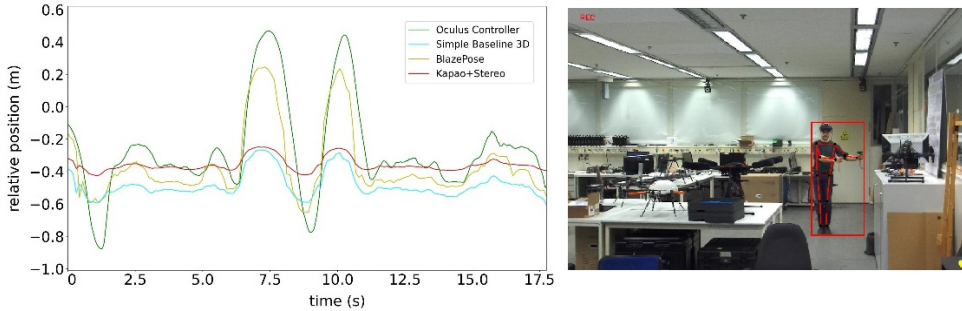 0.6
0.4
0.2
0.0
−0.2
−0.4
−0.6
−0.8
−1.0
relative position (m)
0 2.5 5.0 7.5 10.0 12.5 15.0 17.5
time (s)
Oculus Controller
Simple Baseline 3D
BlazePose
Kapao+Stereo
REC